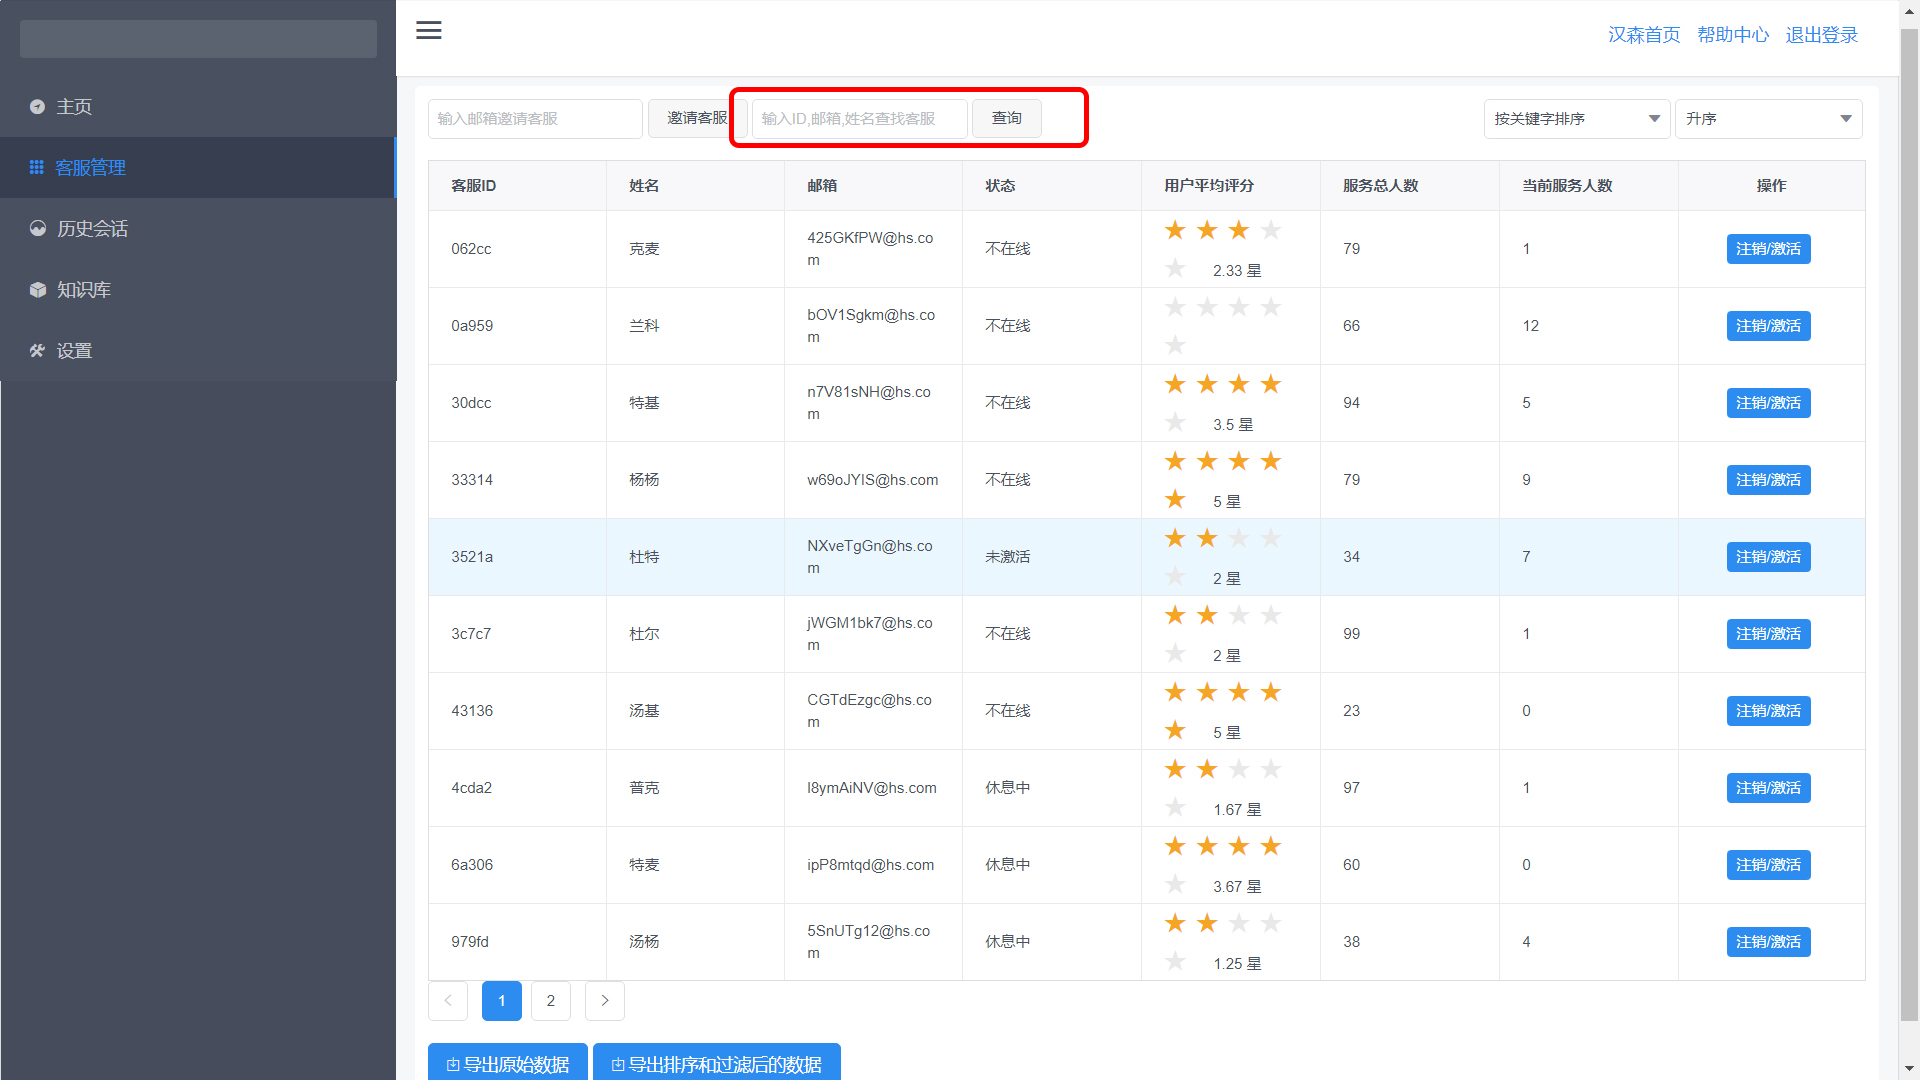 汉森首页 帮助中心 退出登录
主页
客服管理
历史会话
知识库
设置
输入邮箱邀请客服 邀请客服 输入ID,邮箱,姓名查找客服 查询 按关键字排序 升序
客服ID 姓名 邮箱 状态 用户平均评分 服务总人数 当前服务人数 操作
062cc 克麦 425GKfPW@hs.co
m 不在线 2.33 星 79 1 注销/激活
0a959 兰科 bOV1Sgkm@hs.co
m 不在线 66 12 注销/激活
30dcc 特基 n7V81sNH@hs.co
m 不在线 3.5 星 94 5 注销/激活
33314 杨杨 w69oJYIS@hs.com 不在线 5 星 79 9 注销/激活
3521a 杜特 NXveTgGn@hs.co
m 未激活 2 星 34 7 注销/激活
3c7c7 杜尔 jWGM1bk7@hs.co
m 不在线 2 星 99 1 注销/激活
43136 汤基 CGTdEzgc@hs.co
m 不在线 5 星 23 0 注销/激活
4cda2 普克 l8ymAiNV@hs.com 休息中 1.67 星 97 1 注销/激活
6a306 特麦 ipP8mtqd@hs.com 休息中 3.67 星 60 0 注销/激活
979fd 汤杨 5SnUTg12@hs.co
m 休息中 1.25 星 38 4 注销/激活
1 2
导出原始数据 导出排序和过滤后的数据